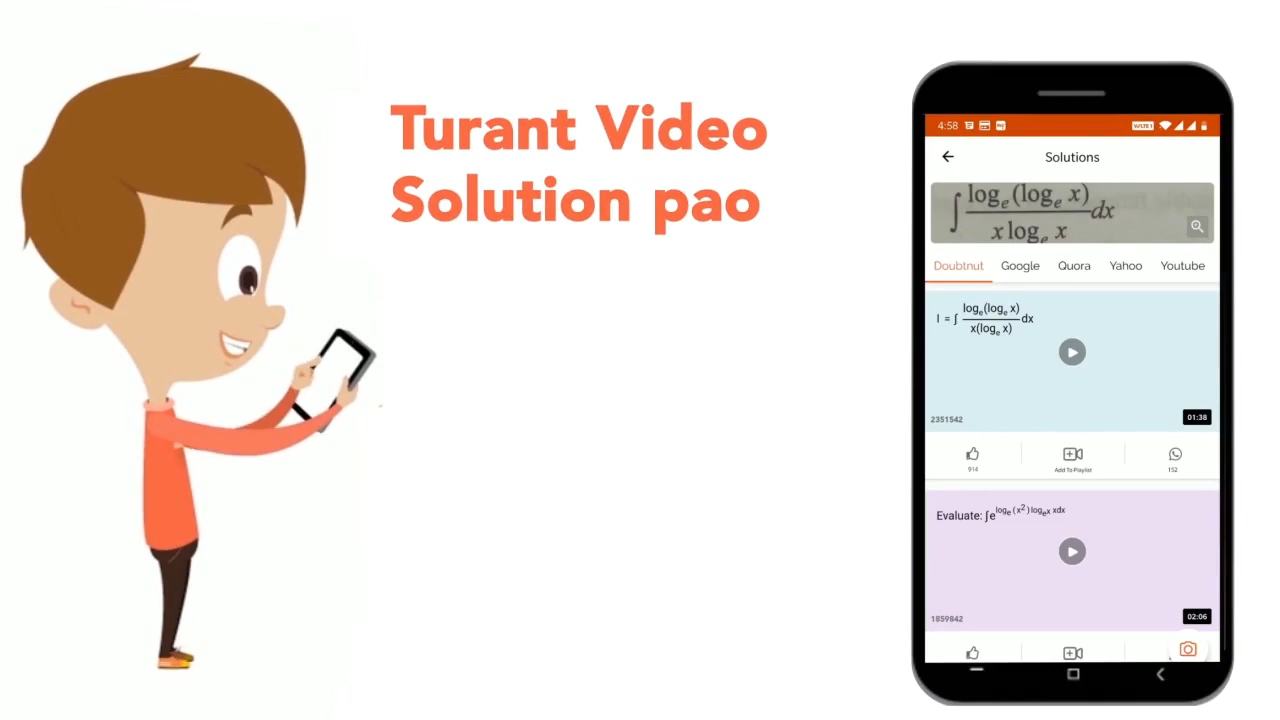 Turant Video
Solution pao
4:58
VoLTE1
Solutions
∫ logₑ(logₑ x) / x logₑ x dx
Doubtnut Google Quora Yahoo Youtube
I = ∫ logₑ(logₑ x) / x(logₑ x) dx
2351542
01:38
914 Add To Playlist 152
Evaluate: ∫e^logₑ(x²)logₑx xdx
1859842
02:06